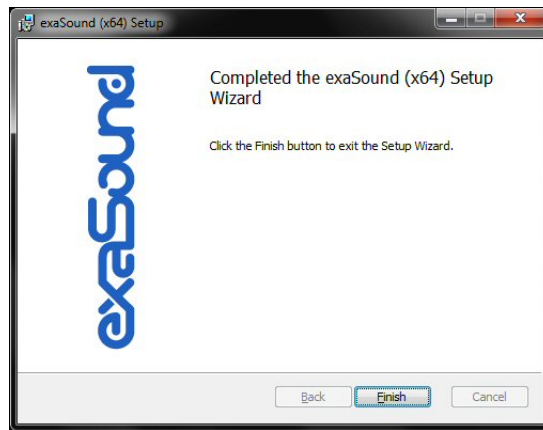 exaSound (x64) Setup
exaSound
Completed the exaSound (x64) Setup
Wizard
Click the Finish button to exit the Setup Wizard.
Back
Finish
Cancel